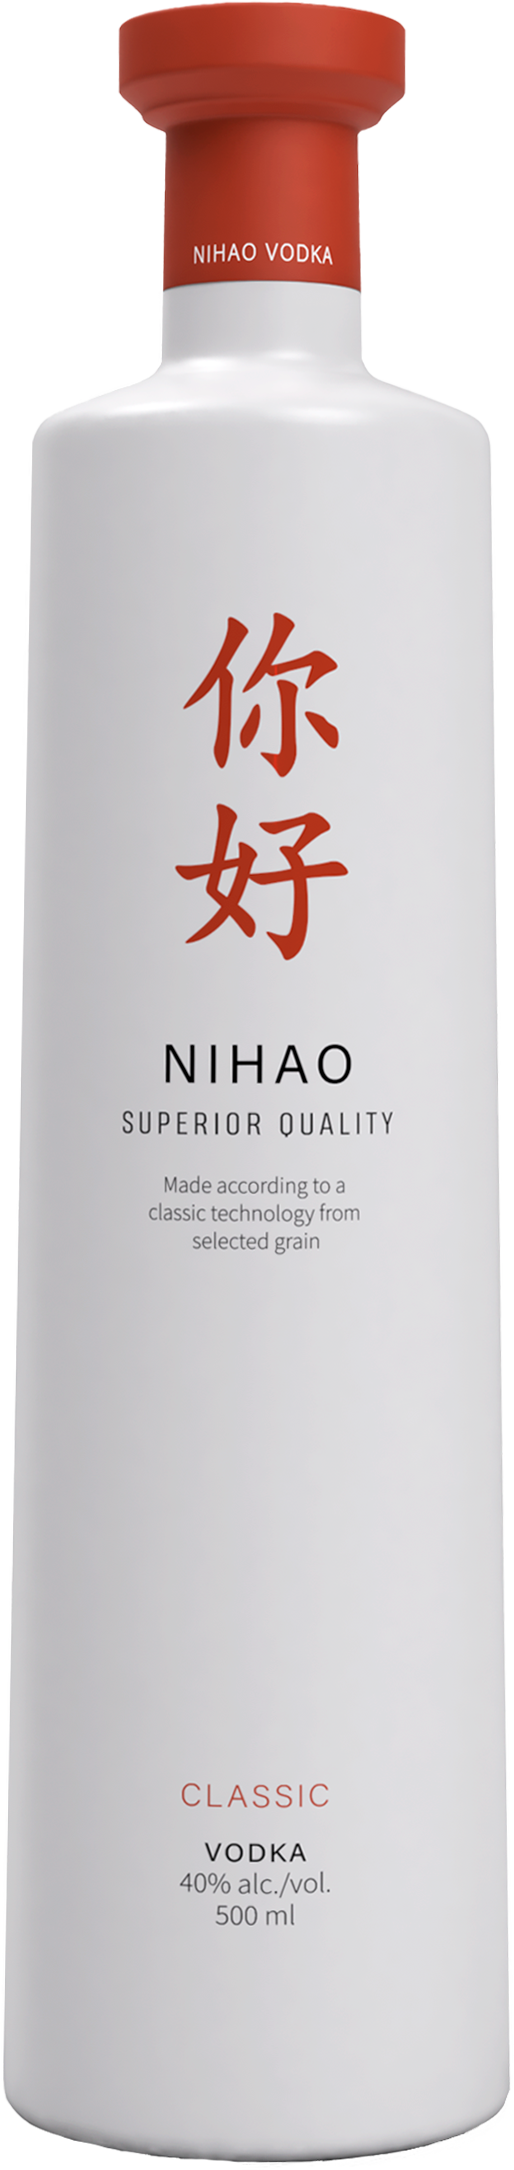 NIHAO VODKA
你
好
NIHAO
SUPERIOR QUALITY
Made according to a
classic technology from
selected grain
CLASSIC
VODKA
40% alc./vol.
500 ml